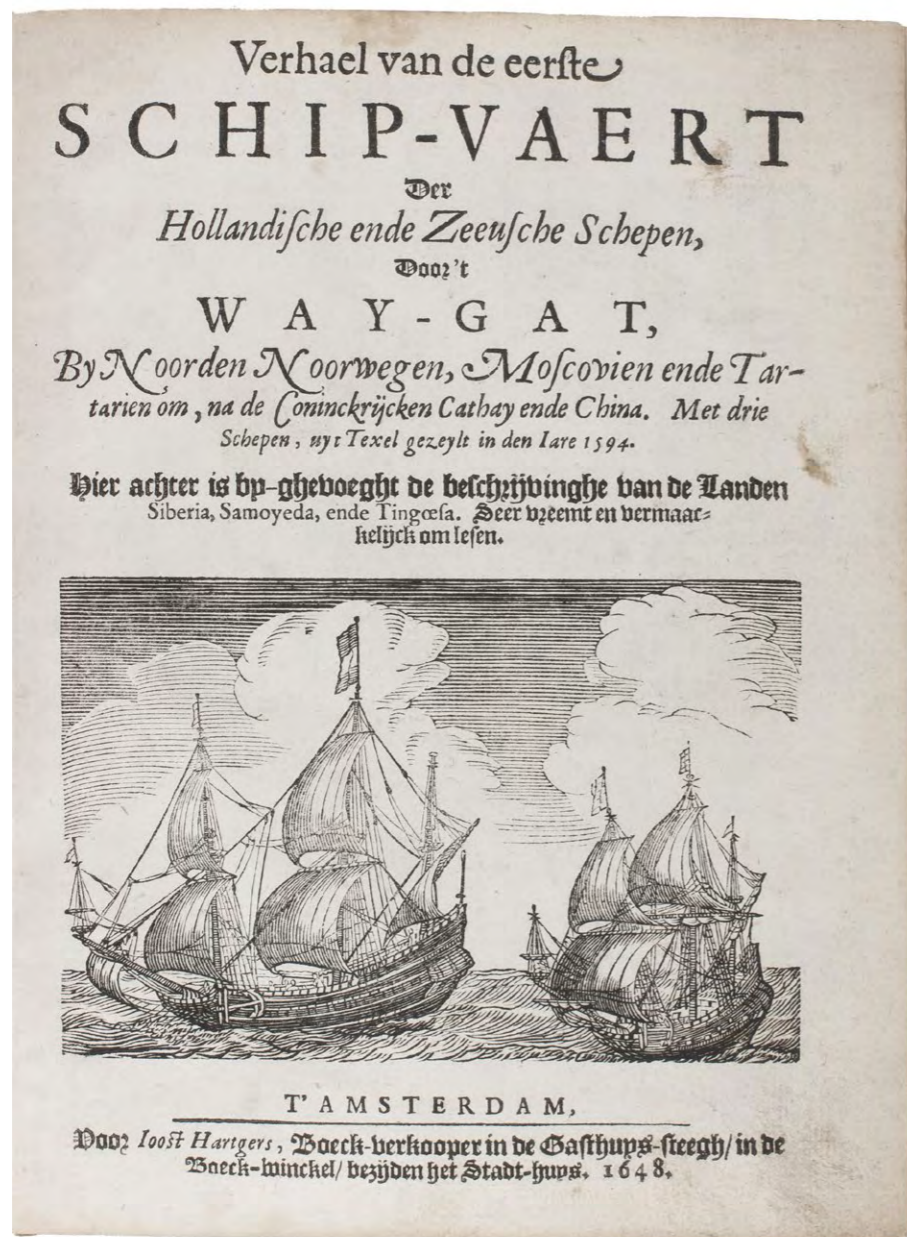 Verhael van de eerſte
SCHIP-VAERT
Der
Hollandiſche ende Zeeuſche Schepen,
Door 't
WAY-GAT,
By Noorden Noorwegen, Moſcovien ende Tar-
tarien om, na de Coninckrijcken Cathay ende China. Met drie
Schepen, uyt Texel gezeylt in den Iare 1594.
Hier achter is by-ghevoeght de beſchrijvinghe van de Landen
Siberia, Samoyeda, ende Tingœſa. Seer vreemt en vermaac-
kelijck om leſen.
T'AMSTERDAM,
Voor Iooſt Hartgers, Boeck-verkooper in de Gaſthuys-ſteegh/ in de
Boeck-winckel/ bezijden het Stadt-huys. 1648.